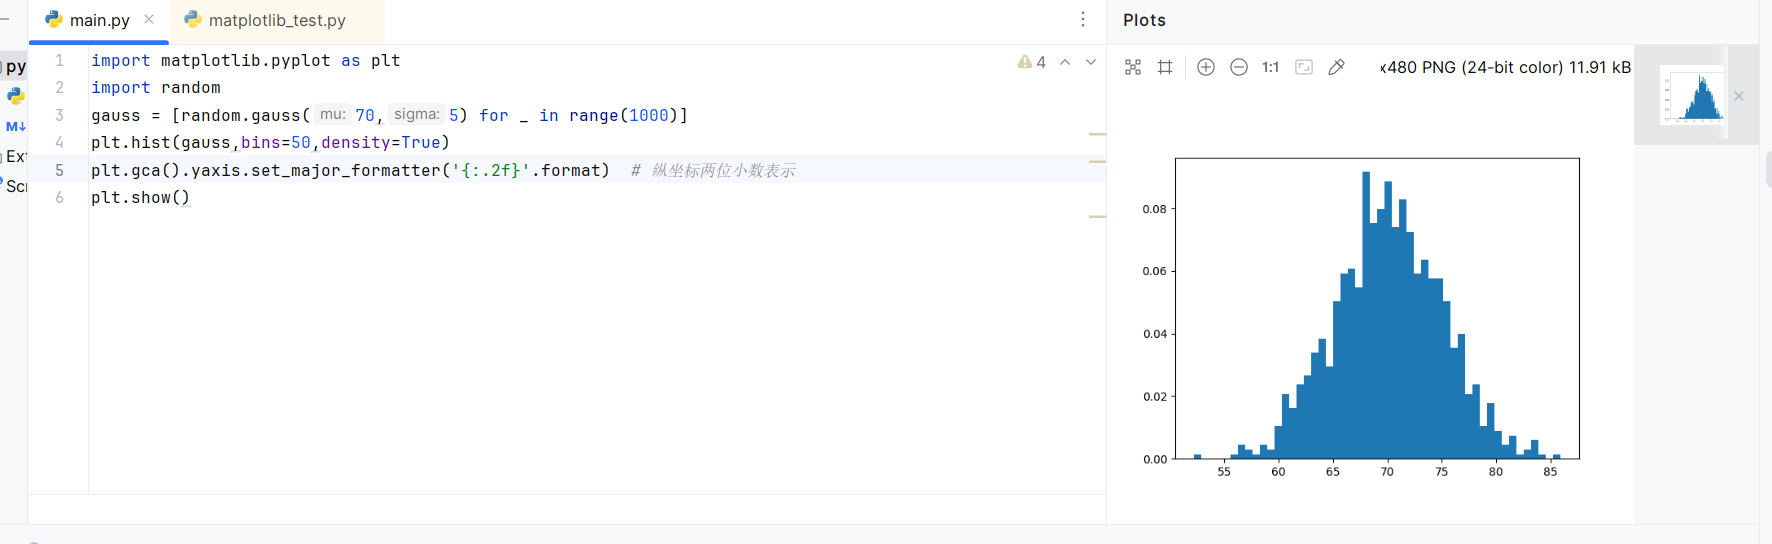 main.py
matplotlib_test.py
Plots
4
1:1
x480 PNG (24-bit color) 11.91 kB
py
M↓
Ext
Scr
1 import matplotlib.pyplot as plt
2 import random
3 gauss = [random.gauss( mu: 70, sigma: 5) for _ in range(1000)]
4 plt.hist(gauss,bins=50,density=True)
5 plt.gca().yaxis.set_major_formatter('{:.2f}'.format)  # 纵坐标两位小数表示
6 plt.show()
0.08
0.06
0.04
0.02
0.00
55 60 65 70 75 80 85